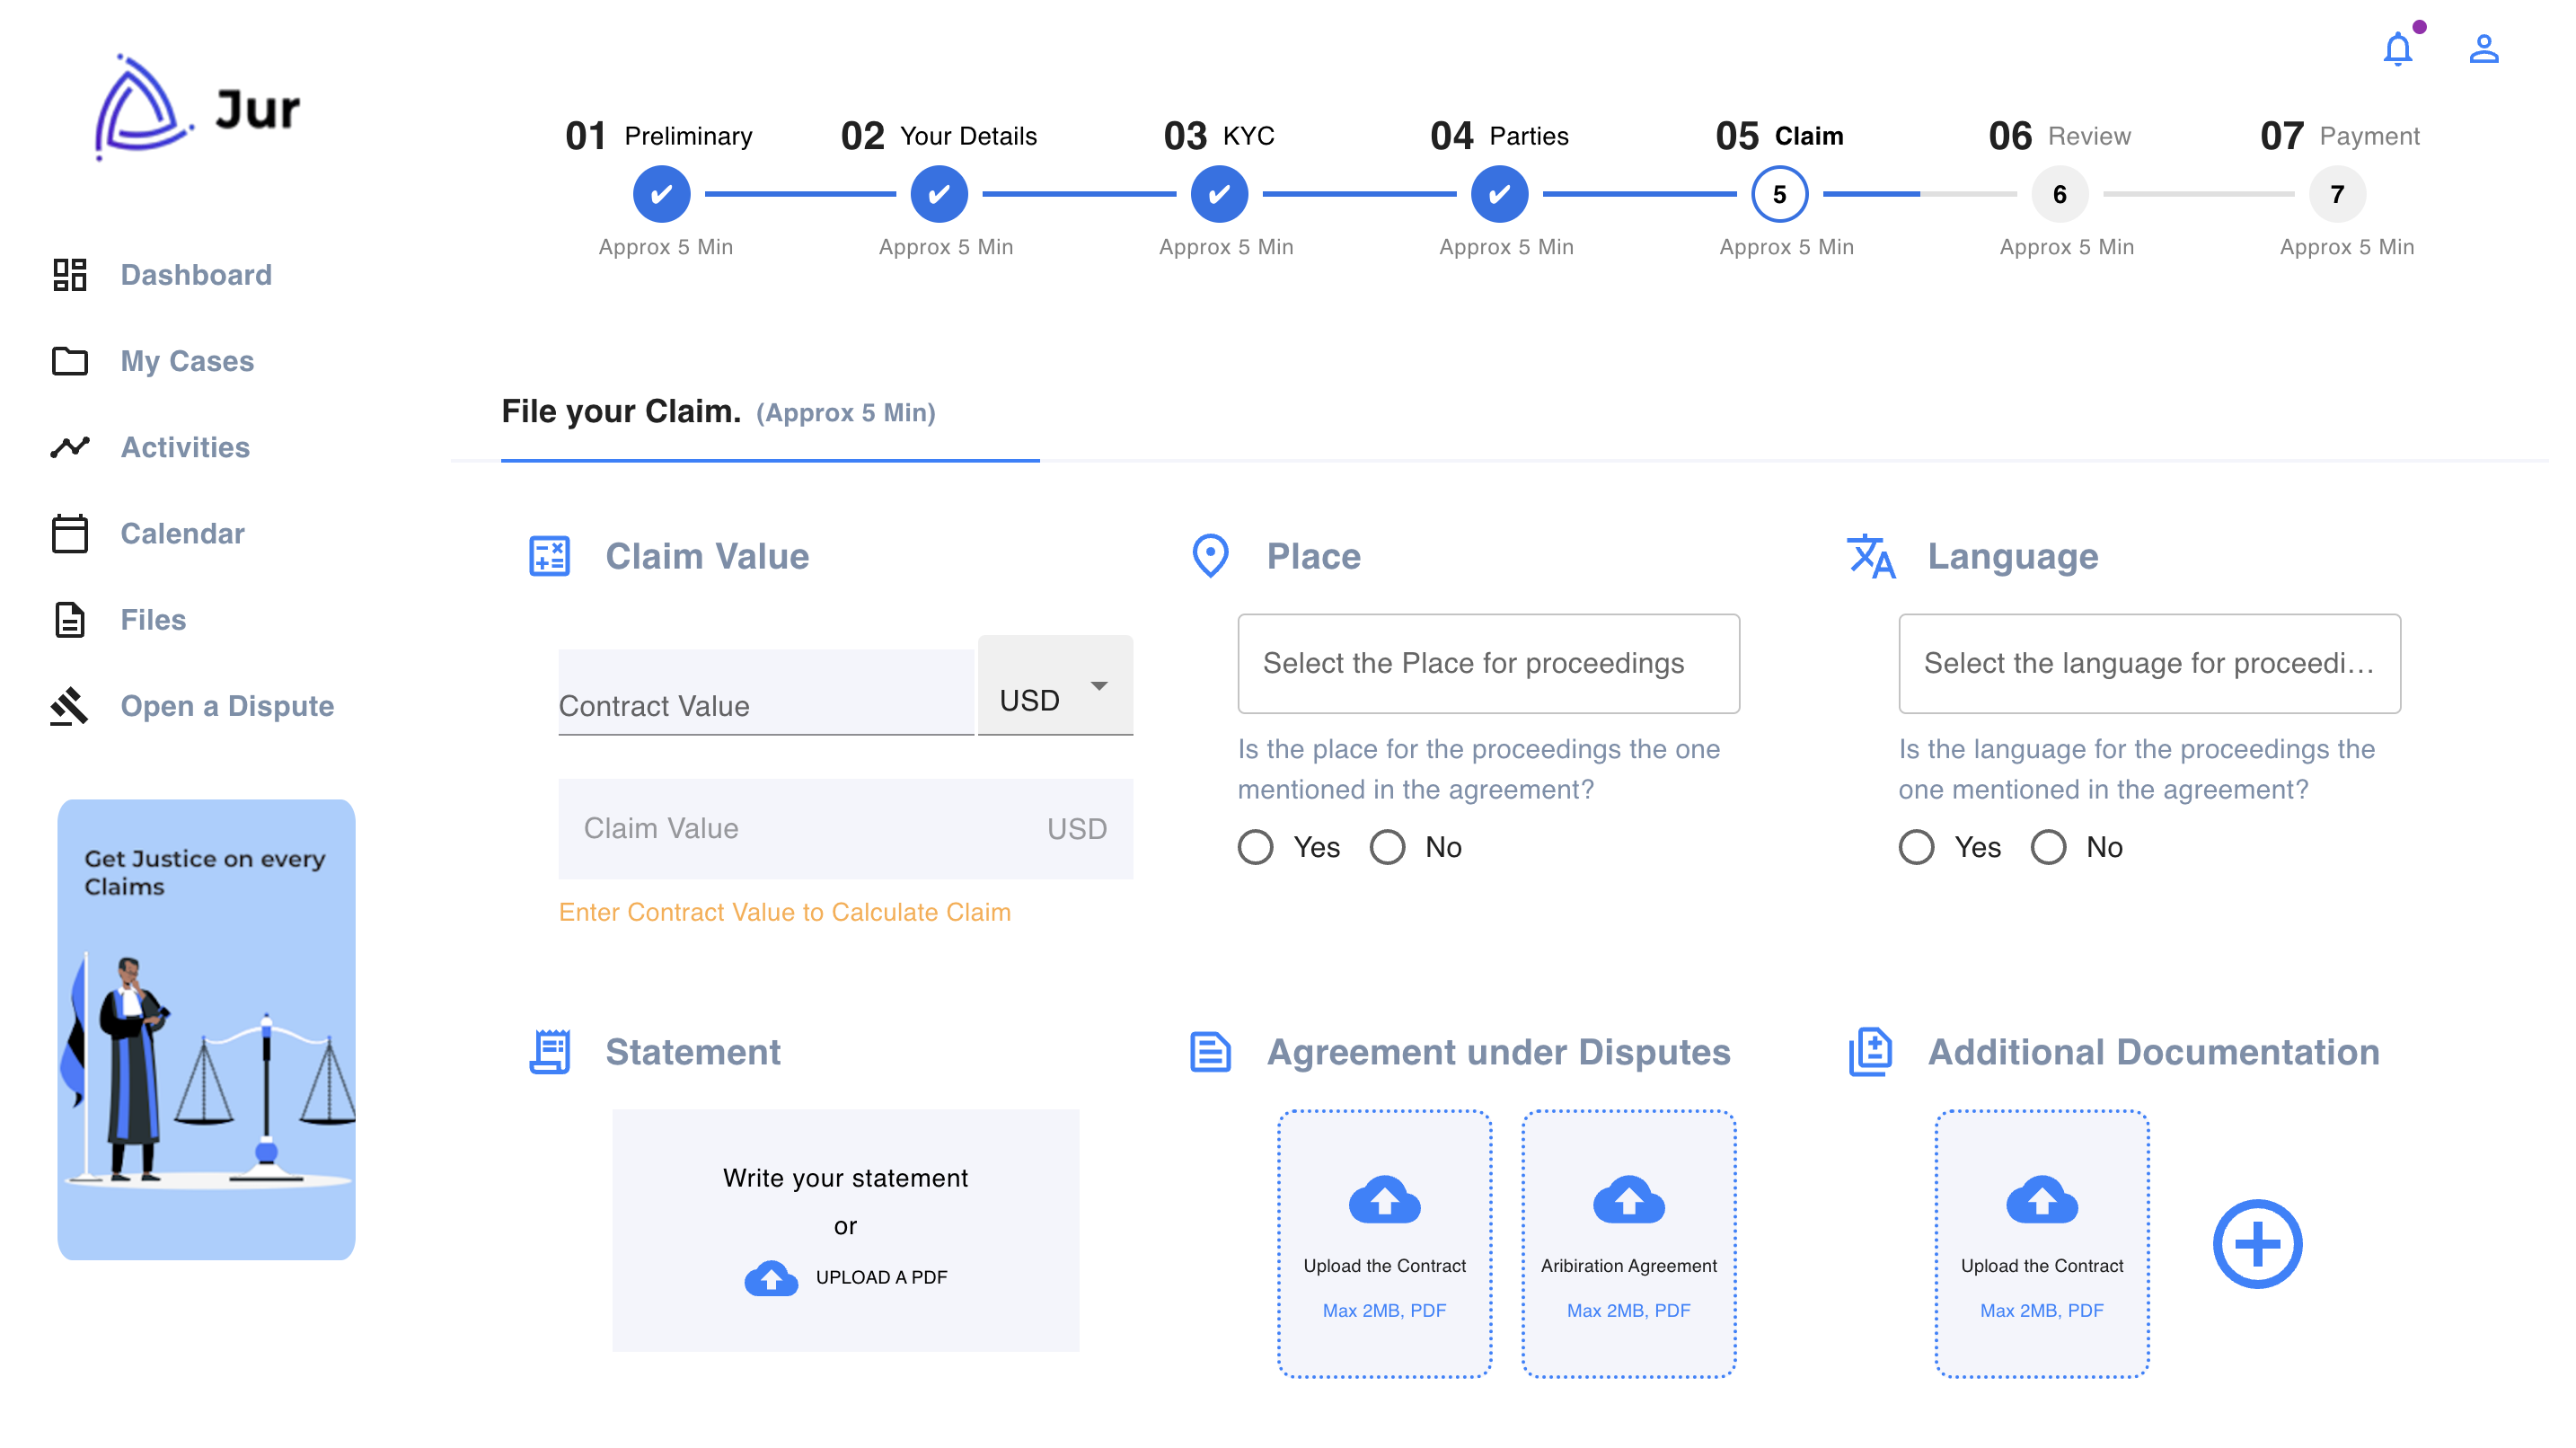 Jur
01 Preliminary
02 Your Details
03 KYC
04 Parties
05 Claim
06 Review
07 Payment
5
6
7
Approx 5 Min
Approx 5 Min
Approx 5 Min
Approx 5 Min
Approx 5 Min
Approx 5 Min
Approx 5 Min
Dashboard
My Cases
Activities
Calendar
Files
Open a Dispute
Get Justice on every
Claims
File your Claim. (Approx 5 Min)
Claim Value
Contract Value
USD
Claim Value USD
Enter Contract Value to Calculate Claim
Place
Select the Place for proceedings
Is the place for the proceedings the one
mentioned in the agreement?
Yes No
Language
Select the language for proceedi...
Is the language for the proceedings the
one mentioned in the agreement?
Yes No
Statement
Write your statement
or
UPLOAD A PDF
Agreement under Disputes
Upload the Contract
Max 2MB, PDF
Aribiration Agreement
Max 2MB, PDF
Additional Documentation
Upload the Contract
Max 2MB, PDF